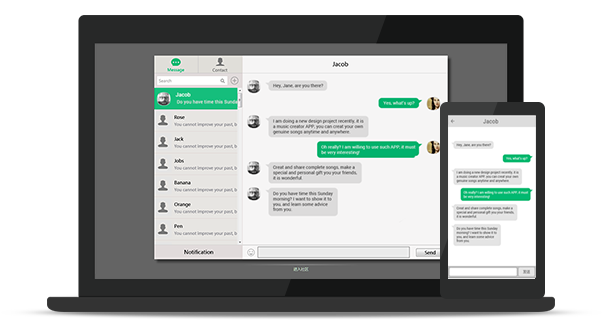 Message
Contact
Search
Jacob
Do you have time this Sunday
Rose
You cannot improve your past, b
Jack
You cannot improve your past, b
Jobs
You cannot improve your past, b
Banana
You cannot improve your past, b
Orange
You cannot improve your past, b
Pen
You cannot improve your past, b
Notification
Jacob
Hey, Jane, are you there?
Yes, what's up?
I am doing a new design project recently, it is
a music creator APP. you can creat your own
genuine songs anytime and anywhere.
Oh really? I am willing to use such APP. it must
be very interesting!
Great and share complete songs, make a
special and personal gift you your friends,
it is wonderful.
Do you have time this Sunday
morning? I want to show it to
you, and learn some advice
from you.
Send
进入社区
Jacob
Hey, Jane, are you there?
Yes, what's up?
I am doing a new design project recently, it is
a music creator APP. you can creat your own
genuine songs anytime and anywhere.
Oh really? I am willing to use such APP. it must
be very interesting!
Great and share complete songs, make a
special and personal gift you your friends,
it is wonderful.
Do you have time this Sunday
morning? I want to show it to
you, and learn some advice
from you.